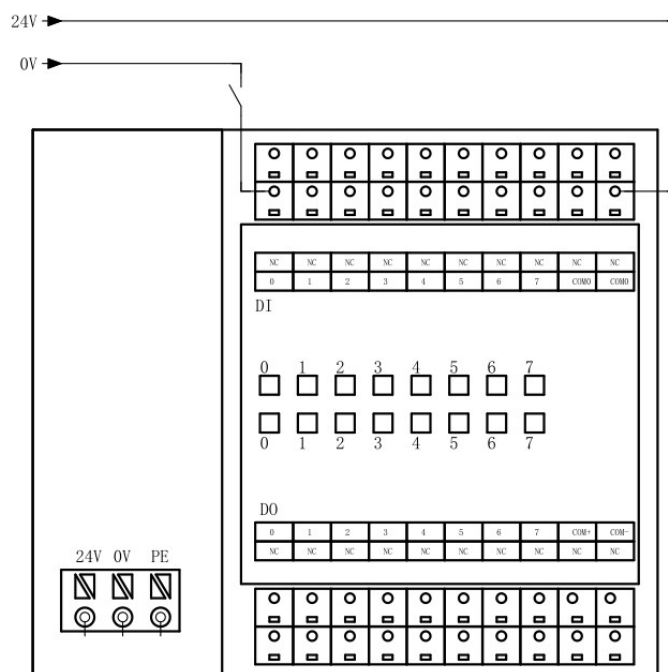 24V
0V
NC NC NC NC NC NC NC NC NC NC
0 1 2 3 4 5 6 7 COM0 COM0
DI
0 1 2 3 4 5 6 7
0 1 2 3 4 5 6 7
DO
0 1 2 3 4 5 6 7 COM+ COM-
NC NC NC NC NC NC NC NC NC NC
24V 0V PE